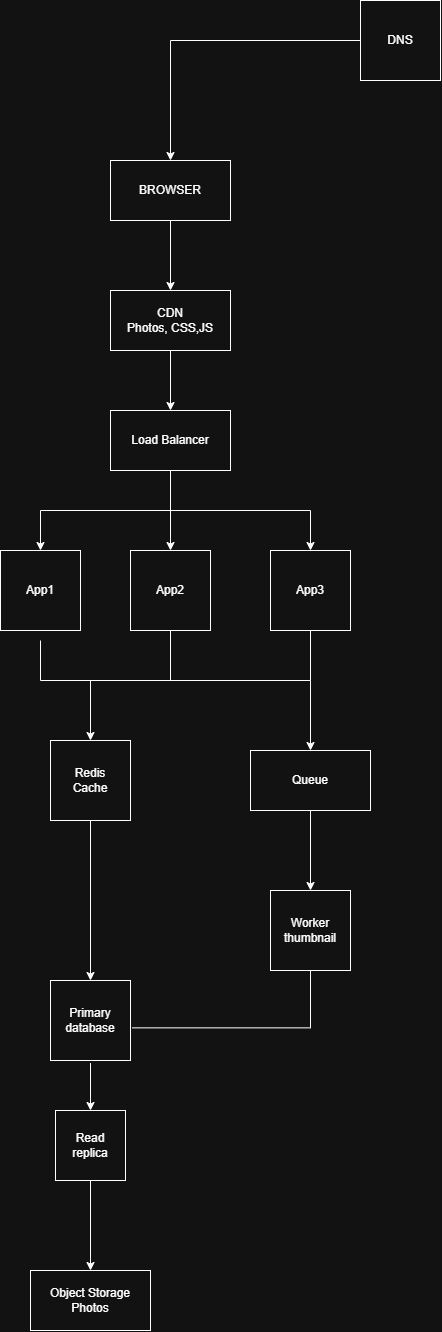 DNS
BROWSER
CDN
Photos, CSS,JS
Load Balancer
App1
App2
App3
Redis
Cache
Queue
Worker
thumbnail
Primary
database
Read
replica
Object Storage
Photos